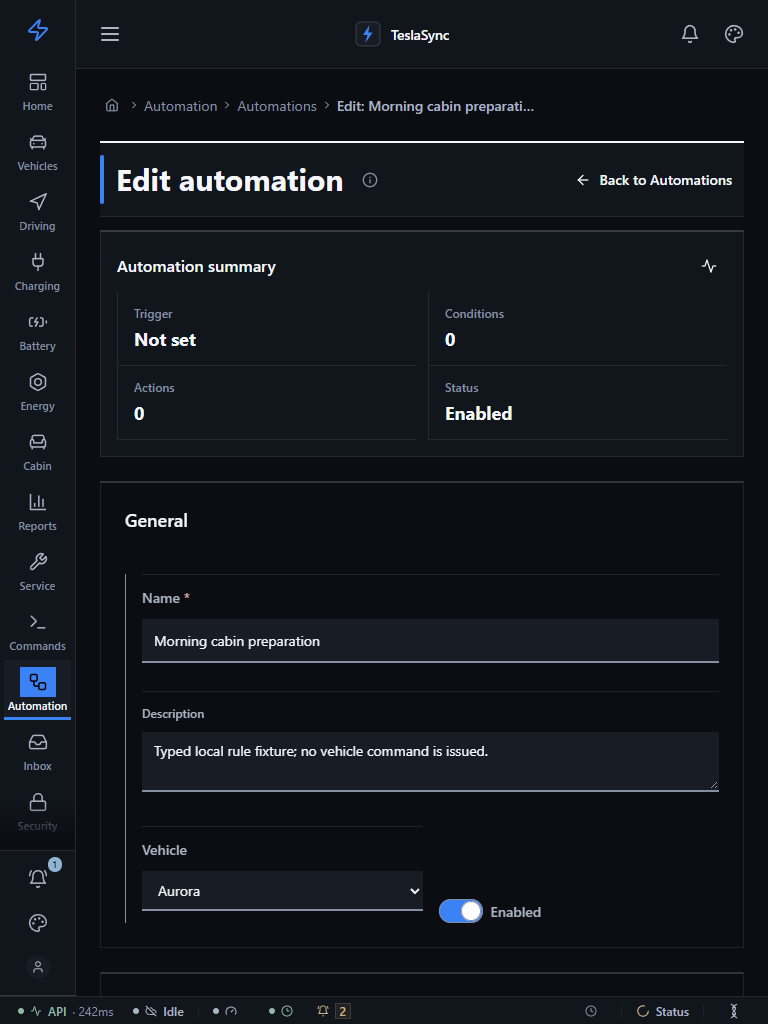 TeslaSync
Home
Vehicles
Driving
Charging
Battery
Energy
Cabin
Reports
Service
Commands
Automation
Inbox
Security
1
Automation
Automations
Edit: Morning cabin preparati...
Edit automation
Back to Automations
Automation summary
Trigger
Not set
Conditions
0
Actions
0
Status
Enabled
General
Name *
Morning cabin preparation
Description
Typed local rule fixture; no vehicle command is issued.
Vehicle
Aurora
Enabled
API · 242ms
Idle
2
Status